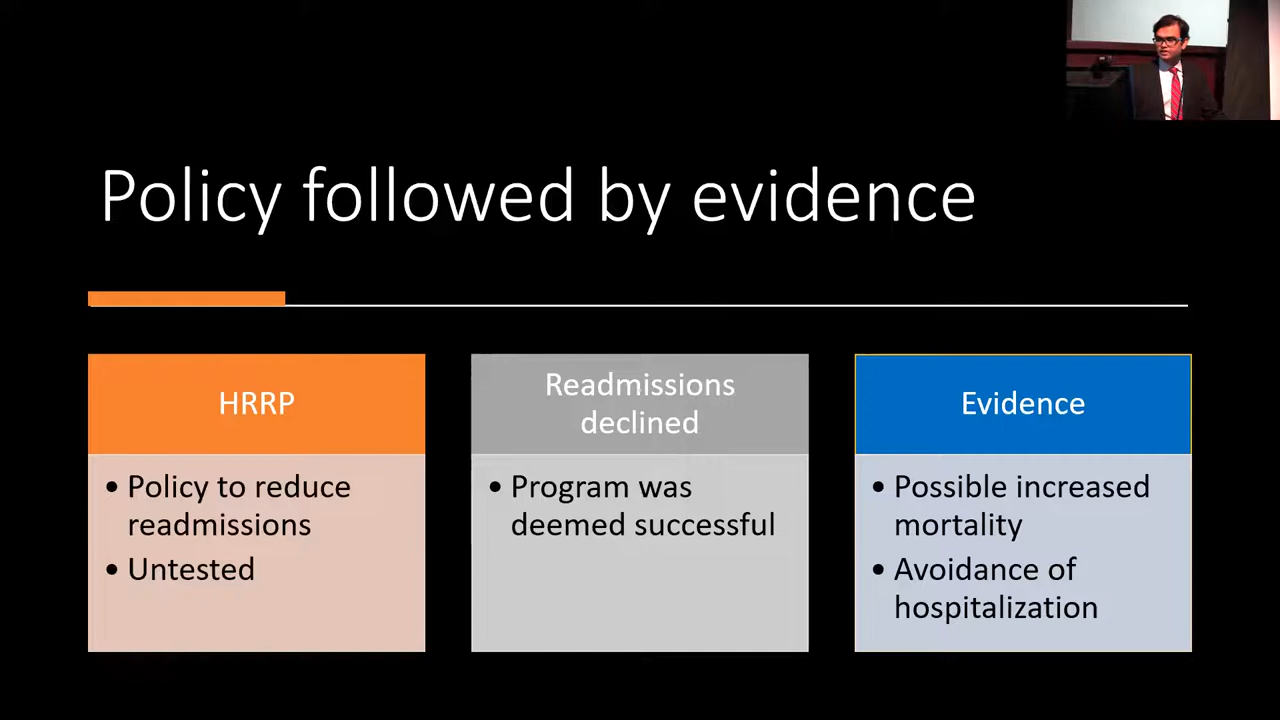 Policy followed by evidence
HRRP
• Policy to reduce
readmissions
• Untested
Readmissions
declined
• Program was
deemed successful
Evidence
• Possible increased
mortality
• Avoidance of
hospitalization